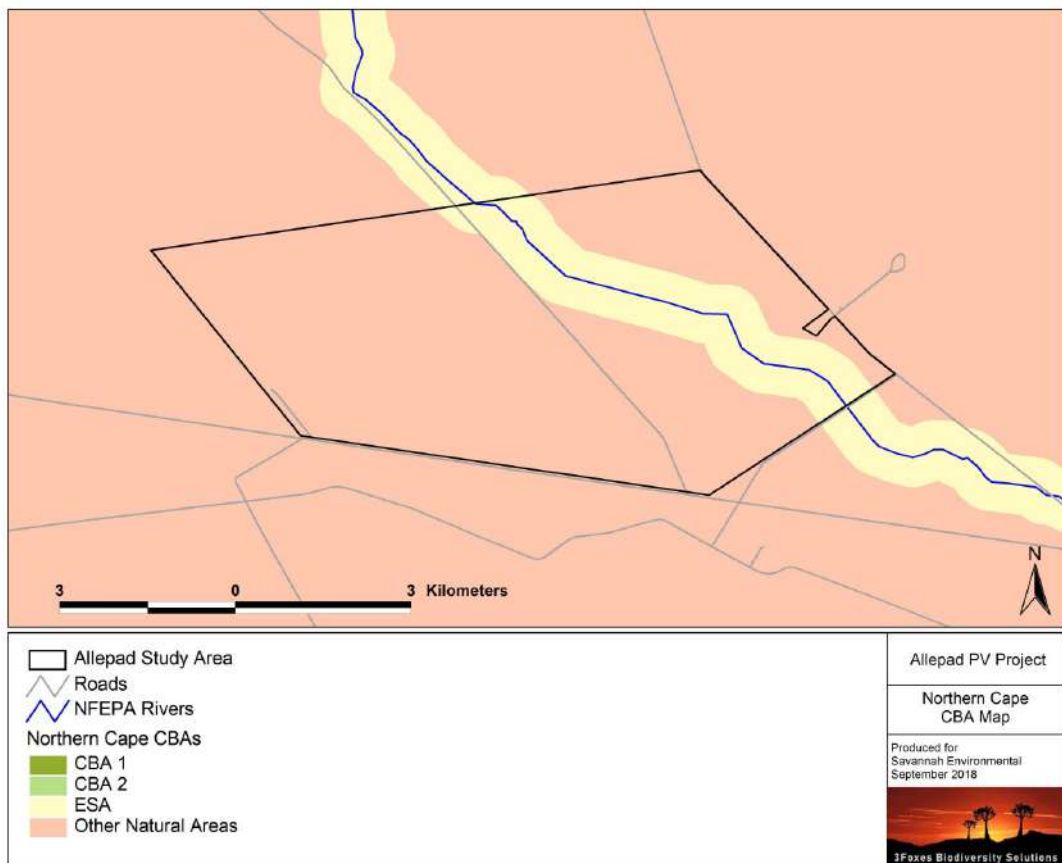 N
3 0 3 Kilometers
Allepad Study Area
Roads
NFEPA Rivers
Northern Cape CBAs
CBA 1
CBA 2
ESA
Other Natural Areas
Allepad PV Project
Northern Cape
CBA Map
Produced for
Savannah Environmental
September 2018
3Foxes Biodiversity Solutions